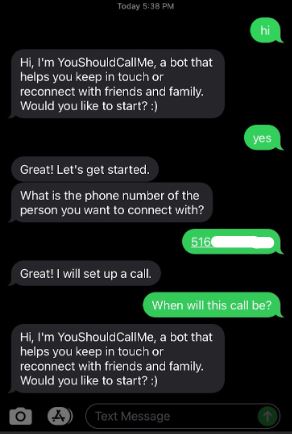 Today 5:38 PM
hi
Hi, I'm YouShouldCallMe, a bot that
helps you keep in touch or
reconnect with friends and family.
Would you like to start? :)
yes
Great! Let's get started.
What is the phone number of the
person you want to connect with?
516
Great! I will set up a call.
When will this call be?
Hi, I'm YouShouldCallMe, a bot that
helps you keep in touch or
reconnect with friends and family.
Would you like to start? :)
Text Message